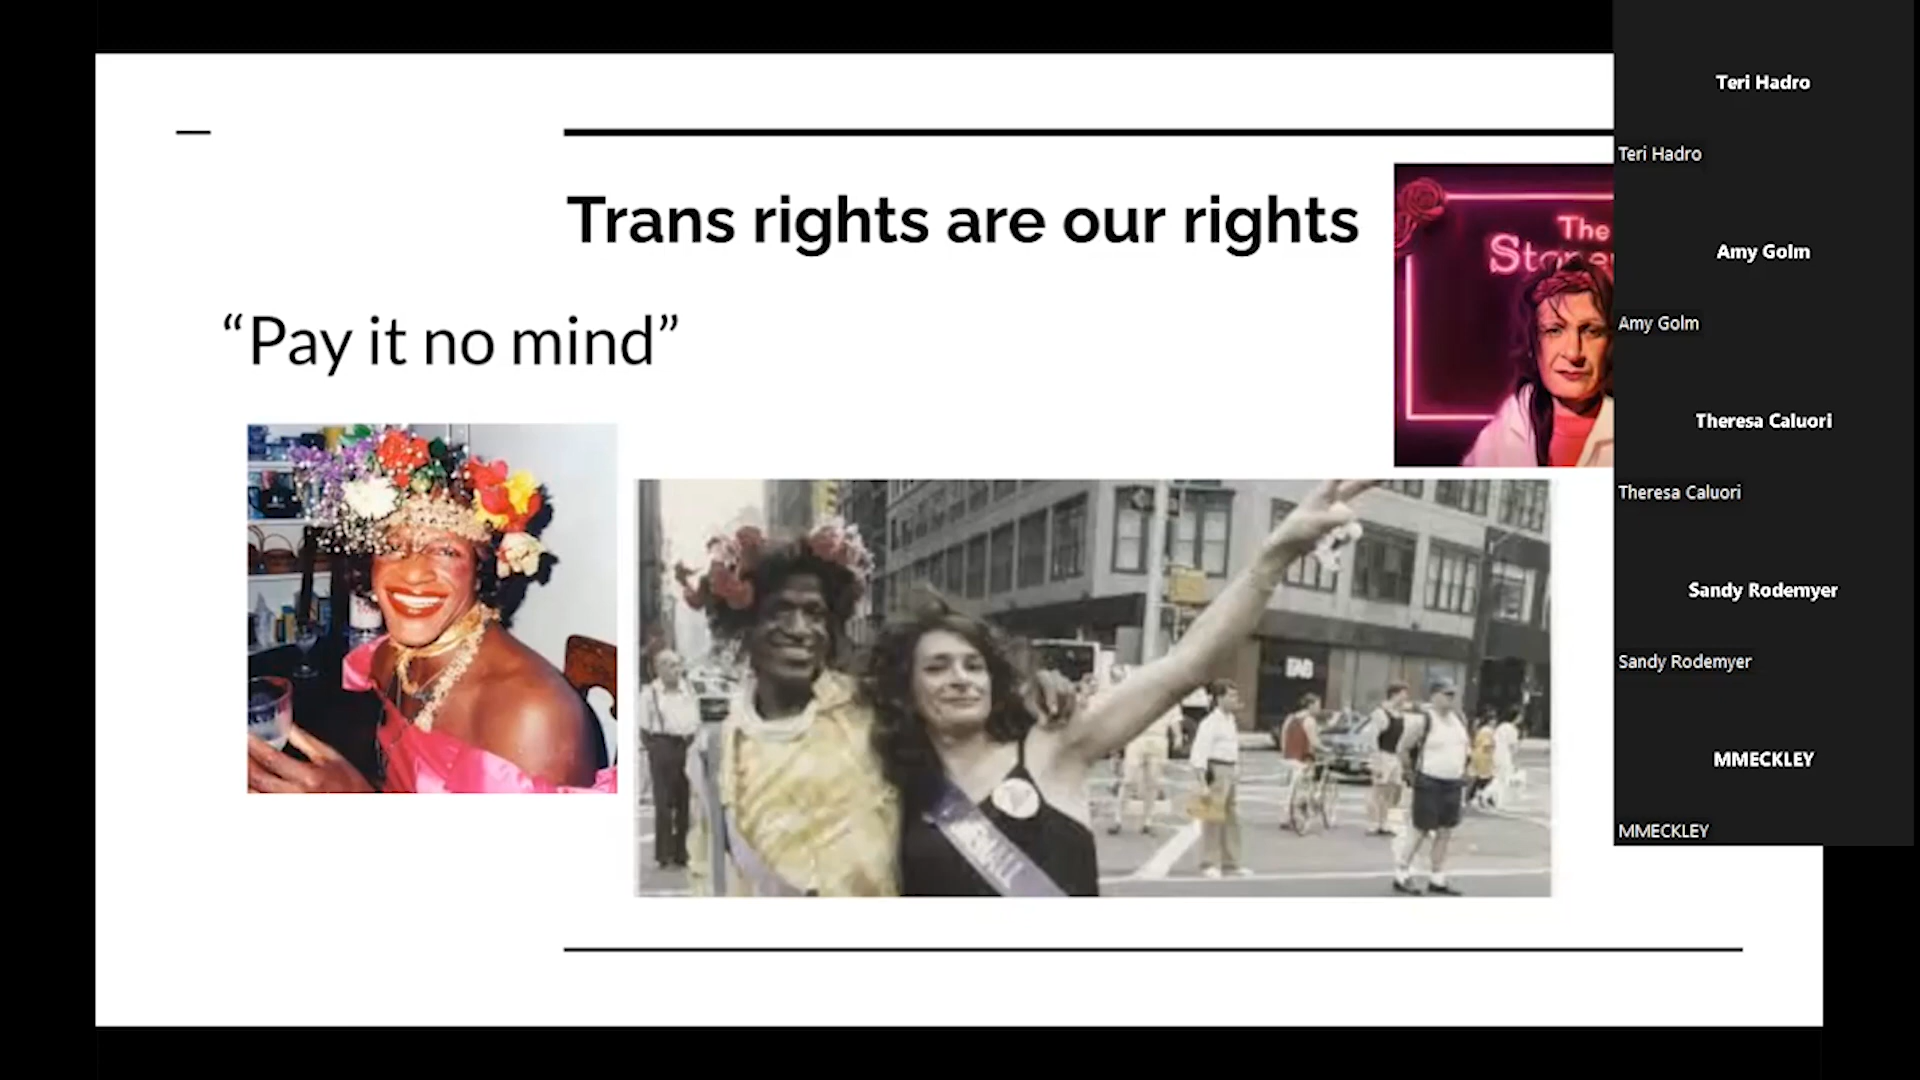 Trans rights are our rights
“Pay it no mind”
The
Teri Hadro
Teri Hadro
Amy Golm
Amy Golm
Theresa Caluori
Theresa Caluori
Sandy Rodemyer
Sandy Rodemyer
MMECKLEY
MMECKLEY